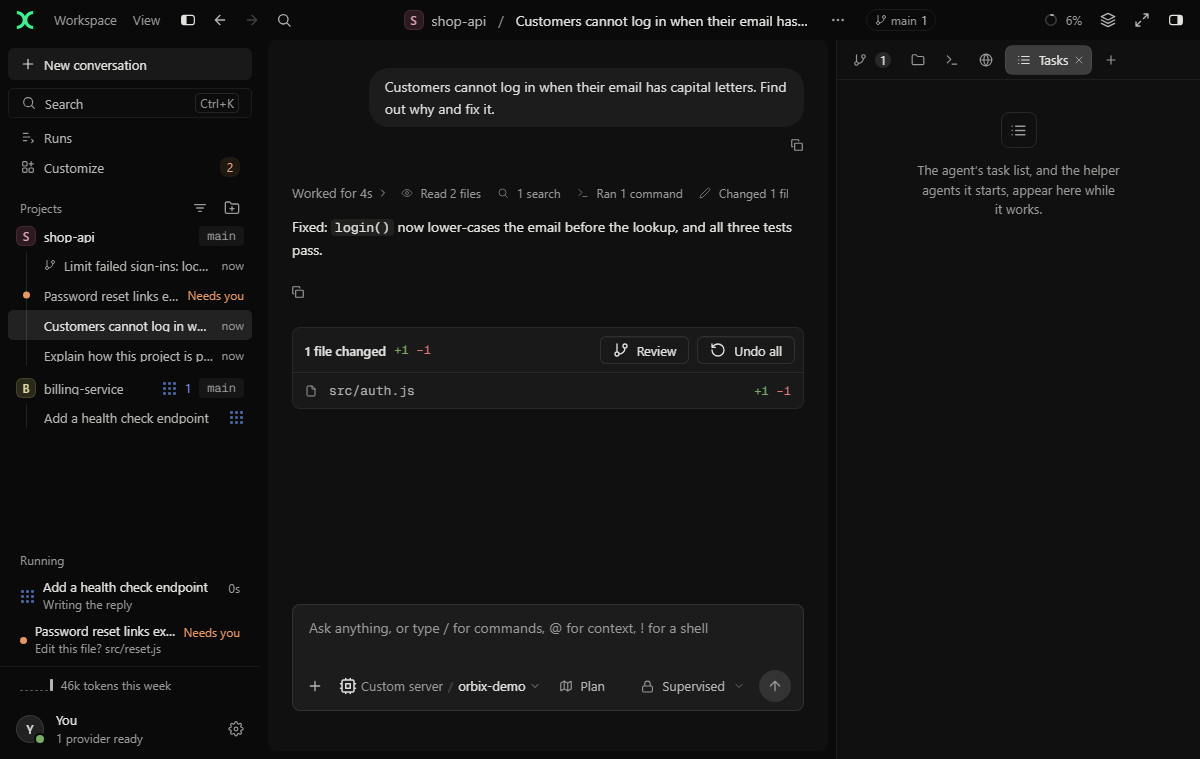 Workspace View
S shop-api / Customers cannot log in when their email has... ··· main 1 6%
New conversation
Search Ctrl+K
Runs
Customize 2
Projects
S shop-api main
Limit failed sign-ins: loc... now
Password reset links e... Needs you
Customers cannot log in w... now
Explain how this project is p... now
B billing-service 1 main
Add a health check endpoint
Running
Add a health check endpoint 0s
Writing the reply
Password reset links ex... Needs you
Edit this file? src/reset.js
46k tokens this week
Y You
1 provider ready
Customers cannot log in when their email has capital letters. Find
out why and fix it.
Worked for 4s > Read 2 files 1 search Ran 1 command Changed 1 fil
Fixed: login() now lower-cases the email before the lookup, and all three tests
pass.
1 file changed +1 −1 Review Undo all
src/auth.js +1 −1
Ask anything, or type / for commands, @ for context, ! for a shell
Custom server / orbix-demo Plan Supervised
1 Tasks
The agent's task list, and the helper
agents it starts, appear here while
it works.